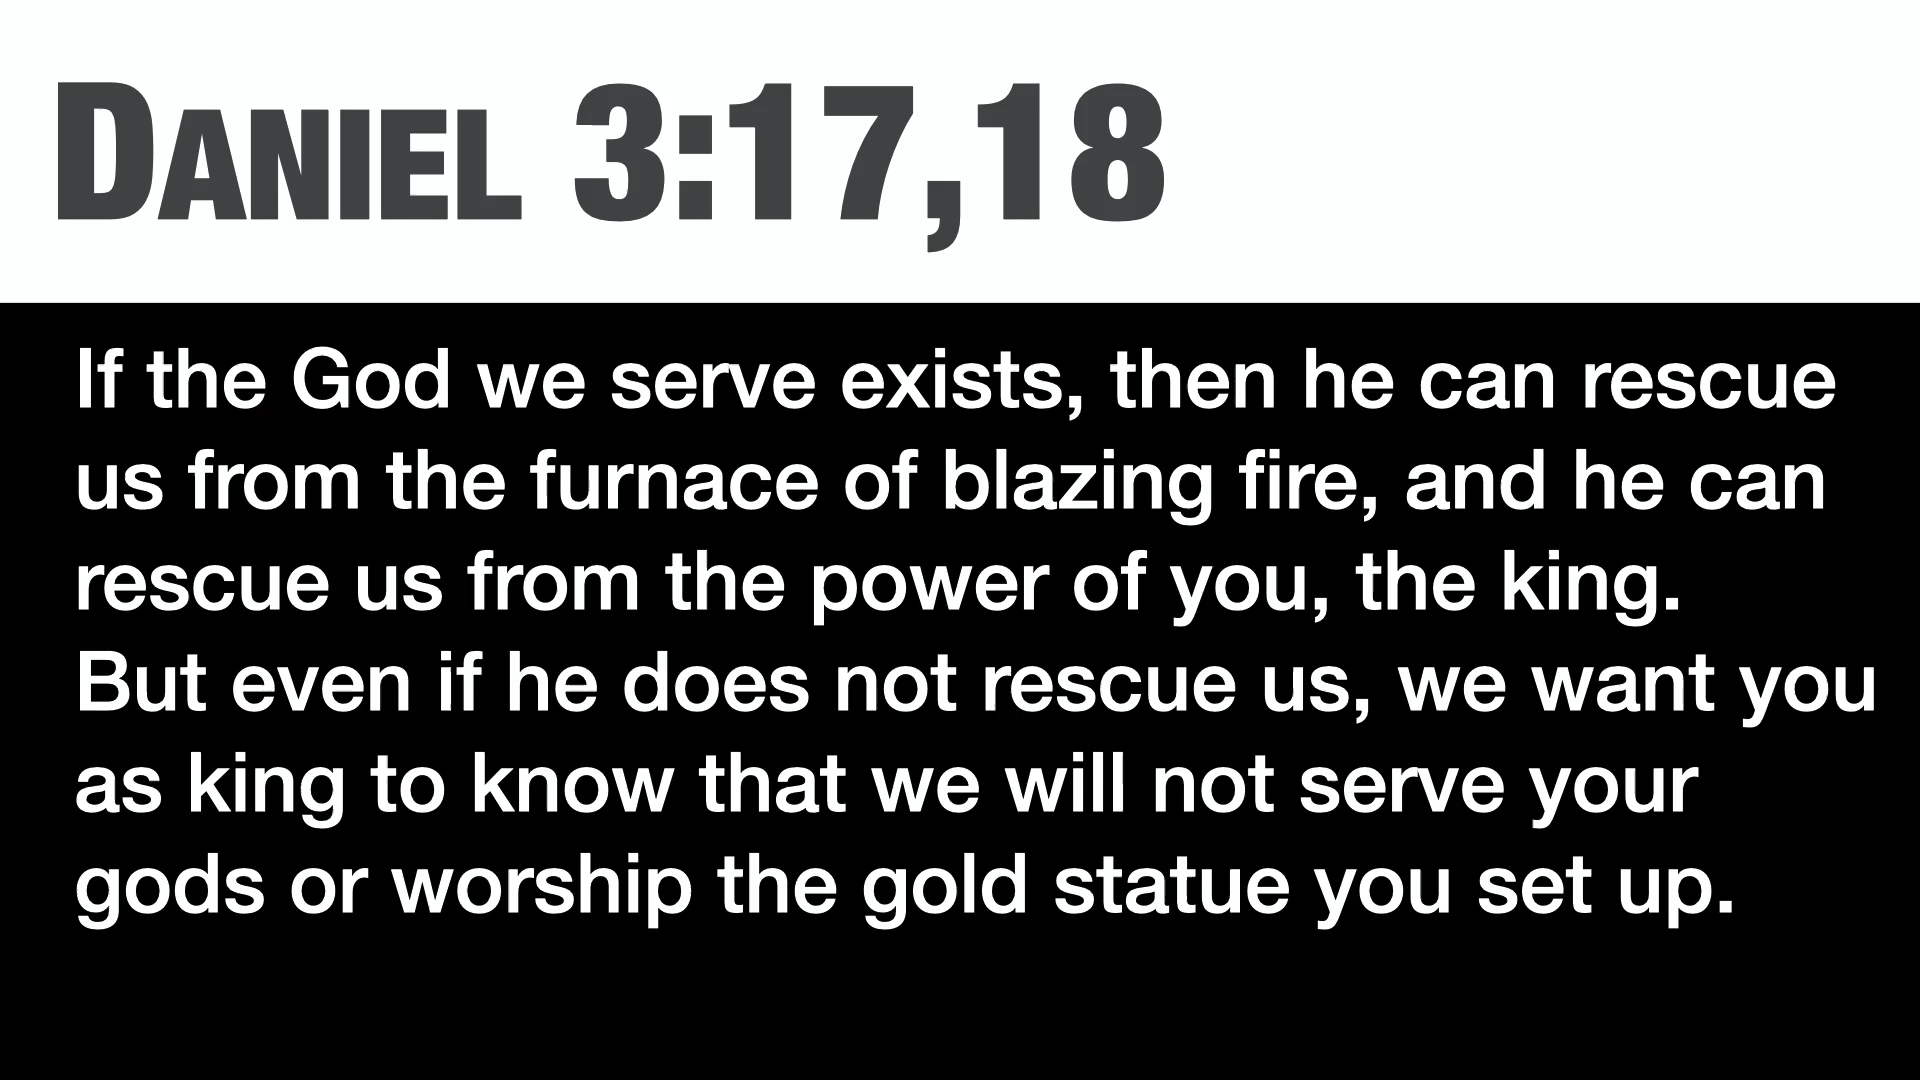 DANIEL 3:17,18
If the God we serve exists, then he can rescue
us from the furnace of blazing fire, and he can
rescue us from the power of you, the king.
But even if he does not rescue us, we want you
as king to know that we will not serve your
gods or worship the gold statue you set up.